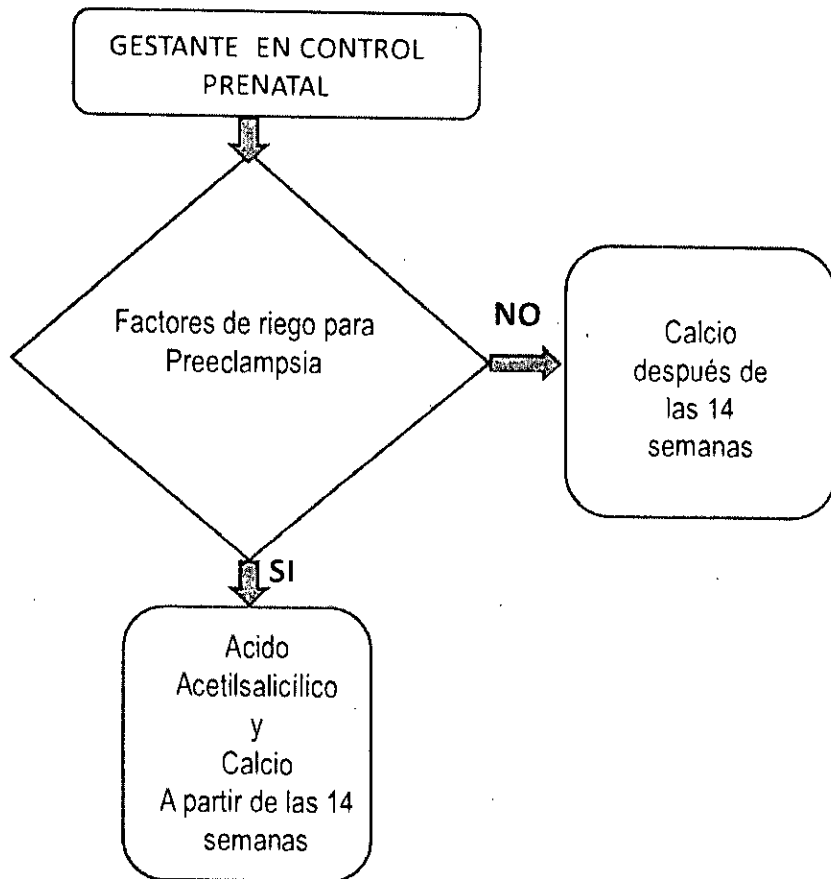 GESTANTE EN CONTROL
PRENATAL
Factores de riego para
Preeclampsia
NO
Calcio
después de
las 14
semanas
SI
Acido
Acetilsalicílico
y
Calcio
A partir de las 14
semanas